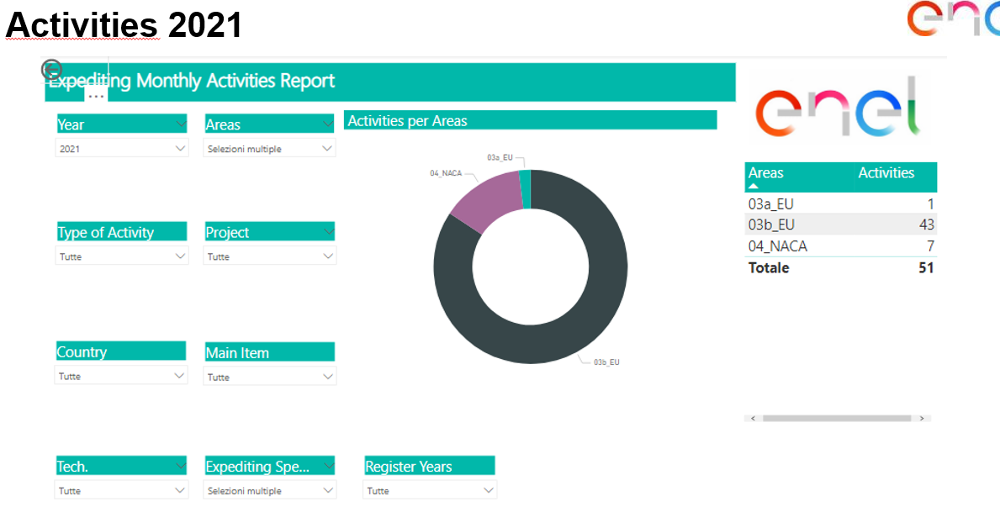 Activities 2021
enel
Expediting Monthly Activities Report
...
Year
Areas
Activities per Areas
2021
Selezioni multiple
03a_EU
04_NACA
03b_EU
enel
Areas Activities
03a_EU 1
03b_EU 43
04_NACA 7
Totale 51
Type of Activity
Project
Tutte
Tutte
Country
Main Item
Tutte
Tutte
Tech.
Expediting Spe...
Register Years
Tutte
Selezioni multiple
Tutte